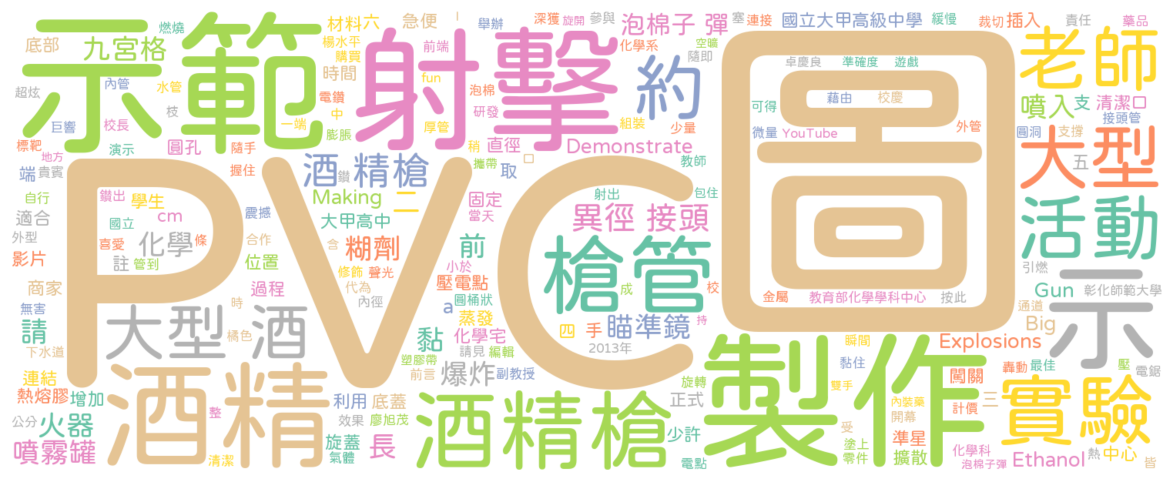 燃燒
材料
六
急便
I
舉辦
深獲
旋開
參與
泡棉子 彈
塞
連接
國立大甲高級中學
緩慢
裁切
插入
責任
藥品
底部
九宮格
示範
射擊
楊水平
購買
前端
化學系
空曠
隨即
卓慶良
準確度
遊戲
老師
超炫
內管
水管
時間
fun
泡棉
約
圖
藉由
校慶
噴入
支
清潔口
巨響
校長
枝
電鑽
中
一端
膨脹
研發
厚管
組裝
少量
可得
微量
YouTube
外管
圓洞
支撐
接頭管
標靶
地方
演示
圓孔
隨手
握住
稍
直徑
Demonstrate
大型
端
貴賓
PVC
酒 精槍
鑽
攜帶
口
取
教師
五
自行
鑽出
學生
Making
二
固定
當天
射出
包住
適合
國立
cm
震撼
大甲高中
異徑 接頭
活動
外型
喜愛
化學
條
合作
含
糊劑
前
槍管
影片
註
管到
位置
修飾
聲光
小於
壓電點
引燃
商家
過程
代為
內徑
圓桶狀
成
校
金屬
教育部化學學科中心
按此
Gun
彰化師範大學
無害
時
a
蒸發
持
通道
示
請
大型
酒
黏
化學宅
四
手
瞄準鏡
Big
下水道
橘色
請見
編輯
2013年
製作
瞬間
Explosions
塑膠帶
連結
酒精
前言
爆炸
副教授
旋轉
黏住
轟動
最佳
壓
電鋸
熱熔膠
增加
整
利用
底蓋
酒精槍
正式
雙手
內裝藥
闖關
三
實驗
公分
火器
效果
廖旭茂
開幕
計價
受
噴霧罐
旋蓋
長
少許
塗上
準星
化學科
清潔
氣體
電點
零件
擴散
泡棉子彈
Ethanol
熱
中心
皆